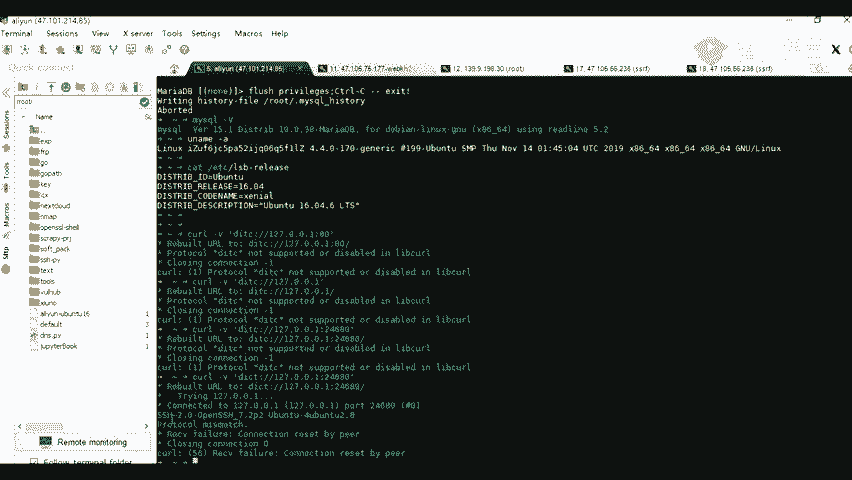 aliyun (47.101.214.85)
Terminal Sessions View X server Tools Settings Macros Help
Quick connect...
5. aliyun (47.101.214.85)
12. 139.9.198.30 (root)
17. 47.106.66.238 (ssrf)
18. 47.106.66.238 (ssrf)
Name
..
exp
frp
go
gopath
key
nextcloud
nmap
openssl-shell
scrapy-prj
soft_pack
ssh-py
text
tools
vulhub
aliyun-ubuntu16 1
default 3
dns.py 1
jupyterBook 1
Sessions
Tools
Macros
Sftp
Remote monitoring
Follow terminal folder
MariaDB [(none)]> flush privileges;Ctrl-C -- exit!
Writing history-file /root/.mysql_history
Aborted
mysql -V
mysql Ver 15.1 Distrib 10.0.38-MariaDB, for debian-linux-gnu (x86_64) using readline 5.2
uname -a
Linux iZuf6jc5pa52ijq06q5f1lZ 4.4.0-170-generic #199-Ubuntu SMP Thu Nov 14 01:45:04 UTC 2019 x86_64 x86_64 x86_64 GNU/Linux
cat /etc/lsb-release
DISTRIB_ID=Ubuntu
DISTRIB_RELEASE=16.04
DISTRIB_CODENAME=xenial
DISTRIB_DESCRIPTION="Ubuntu 16.04.6 LTS"
curl -v 'ditc://127.0.0.1:80'
* Rebuilt URL to: ditc://127.0.0.1:80/
* Protocol "ditc" not supported or disabled in libcurl
* Closing connection -1
curl: (1) Protocol "ditc" not supported or disabled in libcurl
curl -v 'ditc://127.0.0.1'
* Rebuilt URL to: ditc://127.0.0.1/
* Protocol "ditc" not supported or disabled in libcurl
* Closing connection -1
curl: (1) Protocol "ditc" not supported or disabled in libcurl
curl -v 'ditc://127.0.0.1:24680'
* Rebuilt URL to: ditc://127.0.0.1:24680/
* Protocol "ditc" not supported or disabled in libcurl
* Closing connection -1
curl: (1) Protocol "ditc" not supported or disabled in libcurl
curl -v 'dict://127.0.0.1:24680'
* Rebuilt URL to: dict://127.0.0.1:24680/
* Trying 127.0.0.1...
* Connected to 127.0.0.1 (127.0.0.1) port 24680 (#0)
SSH-2.0-OpenSSH_7.2p2 Ubuntu-4ubuntu2.8
Protocol mismatch.
* Recv failure: Connection reset by peer
* Closing connection 0
curl: (56) Recv failure: Connection reset by peer